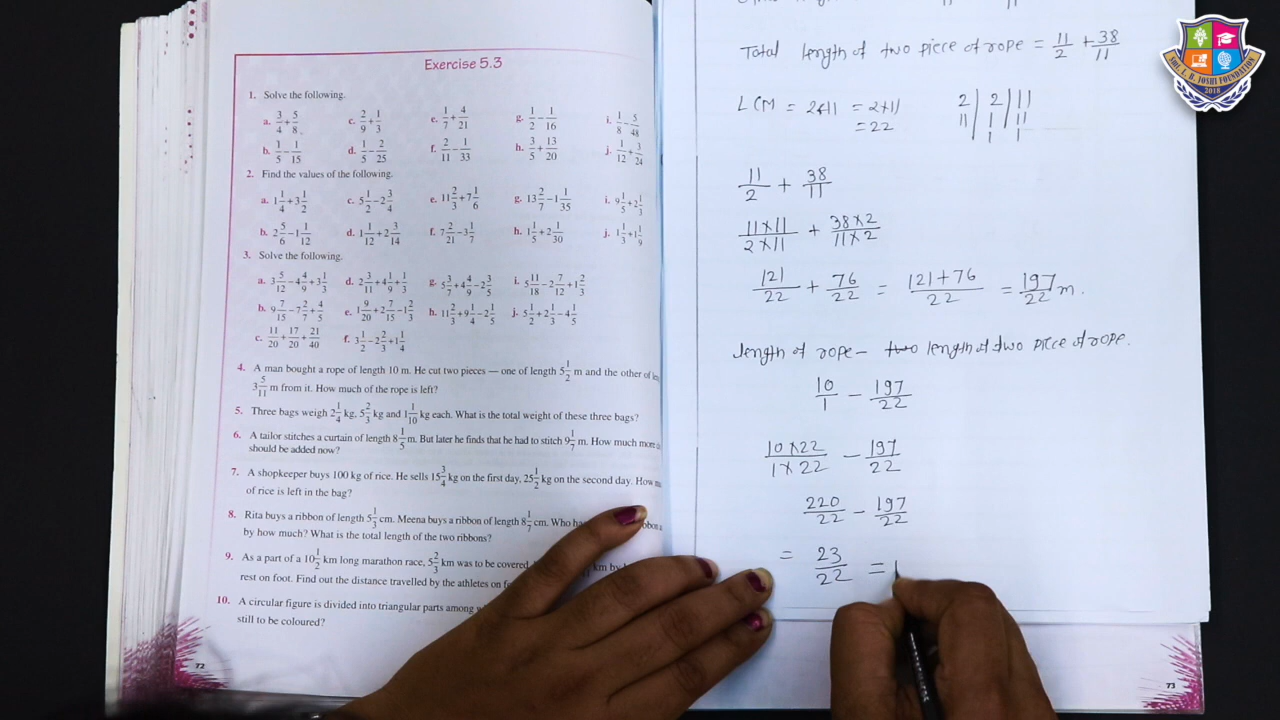 Exercise 5.3
1. Solve the following.
a. 3/4 + 5/8 c. 2/9 + 1/3 e. 1/7 + 4/21 g. 1/2 − 1/16 i. 1/8 − 5/48
b. 1/5 − 1/15 d. 1/5 − 2/25 f. 2/11 − 1/33 h. 3/5 + 13/20 j. 1/12 + 3/24
2. Find the values of the following.
a. 1 1/4 + 3 1/2 c. 5 1/2 − 2 3/4 e. 11 2/3 + 7 1/6 g. 13 2/7 − 1 1/35 i. 9 1/5 + 2 1/3
b. 2 5/6 − 1 1/12 d. 1 1/12 + 2 3/14 f. 7 2/21 − 3 1/7 h. 1 1/5 + 2 1/30 j. 1 1/3 + 1 1/9
3. Solve the following.
a. 3 5/12 − 4 4/9 + 3 1/3 d. 2 3/11 + 4 1/9 + 1/3 g. 5 3/7 + 4 4/9 − 2 3/5 i. 5 11/18 − 2 7/12 + 1 2/3
b. 9 7/15 − 7 2/7 + 4/5 e. 1 9/20 + 2 7/15 − 1 2/3 h. 11 2/3 + 9 1/4 − 2 1/5 j. 5 1/2 + 2 1/3 − 4 1/5
c. 11/20 + 17/20 + 21/40 f. 3 1/2 − 2 2/3 + 1 1/4
4. A man bought a rope of length 10 m. He cut two pieces — one of length 5 1/2 m and the other of
3 5/11 m from it. How much of the rope is left?
5. Three bags weigh 2 1/4 kg, 5 2/3 kg and 1 1/10 kg each. What is the total weight of these three bags?
6. A tailor stitches a curtain of length 8 1/5 m. But later he finds that he had to stitch 9 1/7 m. How much more
should be added now?
7. A shopkeeper buys 100 kg of rice. He sells 15 3/4 kg on the first day, 25 1/2 kg on the second day. How
of rice is left in the bag?
8. Rita buys a ribbon of length 5 1/3 cm. Meena buys a ribbon of length 8 1/7 cm. Who
by how much? What is the total length of the two ribbons?
9. As a part of a 10 1/2 km long marathon race, 5 2/3 km was to be covered km by
rest on foot. Find out the distance travelled by the athletes on
10. A circular figure is divided into triangular parts among
still to be coloured?
72
Total length of two piece of rope = 11/2 + 38/11
LCM = 2×11 = 2×11
= 22
2 | 2 | 11
11 | 1 | 11
1 | 1
11/2 + 38/11
11×11/2×11 + 38×2/11×2
121/22 + 76/22 = 121+76/22 = 197/22 m.
length of rope – two length of two piece of rope.
10/1 − 197/22
10×22/1×22 − 197/22
220/22 − 197/22
= 23/22 =
73
SHL. L. H. JOSHI FOUNDATION
2018